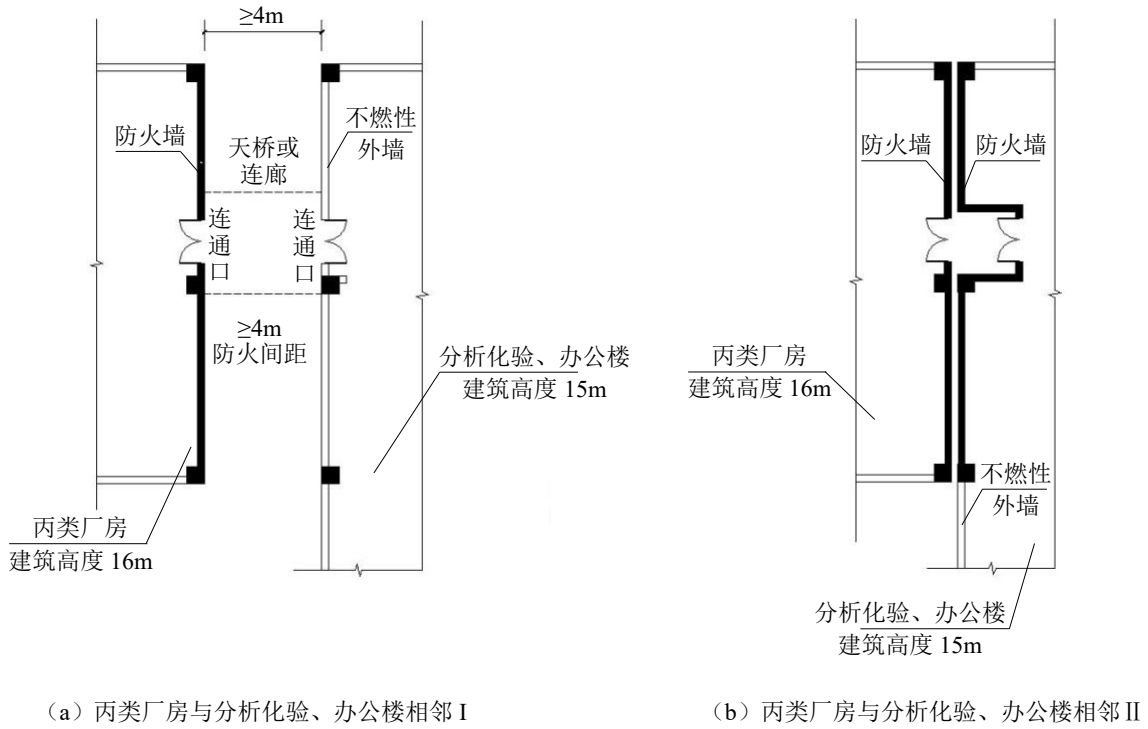 ≥4m
防火墙
天桥或
连廊
不燃性
外墙
连
通
口
连
通
口
≥4m
防火间距
分析化验、办公楼
建筑高度 15m
丙类厂房
建筑高度 16m
（a）丙类厂房与分析化验、办公楼相邻 I
防火墙
防火墙
丙类厂房
建筑高度 16m
不燃性
外墙
分析化验、办公楼
建筑高度 15m
（b）丙类厂房与分析化验、办公楼相邻 II